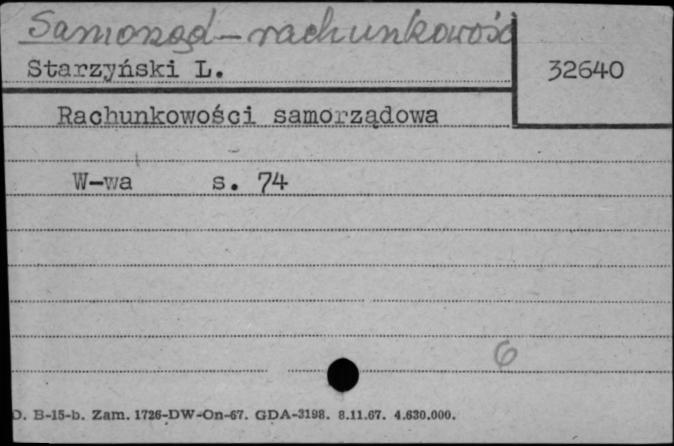 Samorząd - rachunkowość
Starzyński L.
32640
Rachunkowości samorządowa
W-wa s. 74
6
D. B-15-b. Zam. 1726-DW-On-67. GDA-3198. 8.11.67. 4.630.000.